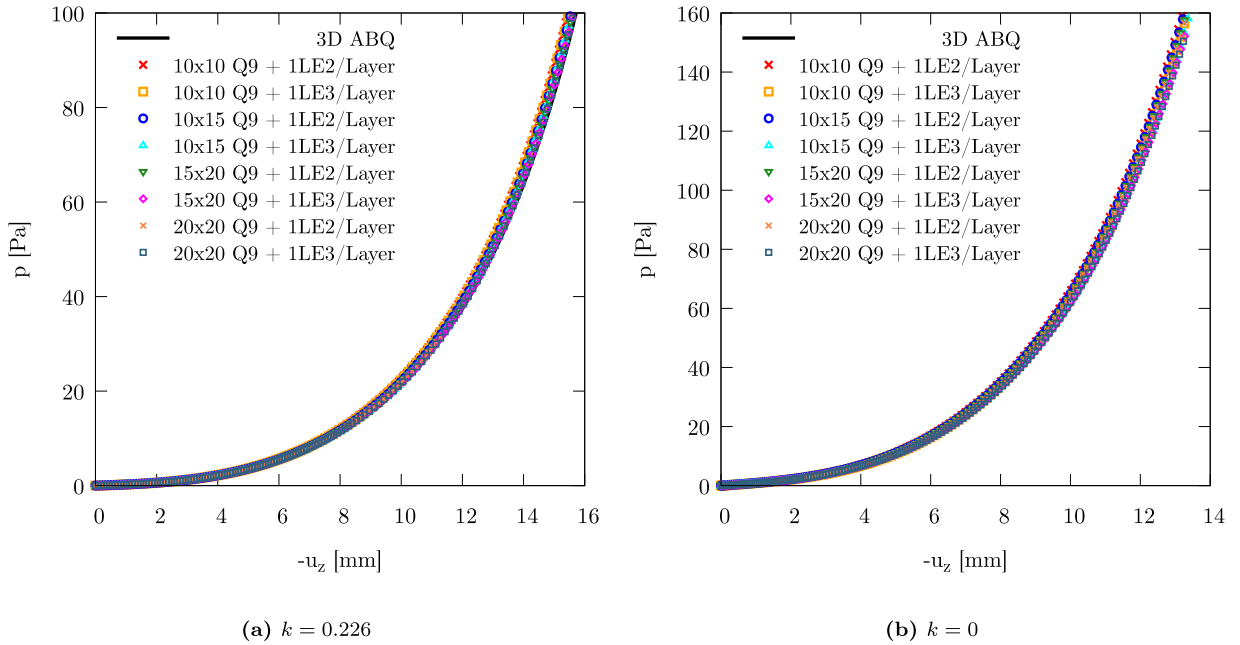 100
80
60
40
20
0
p [Pa]
3D ABQ
10x10 Q9 + 1LE2/Layer
10x10 Q9 + 1LE3/Layer
10x15 Q9 + 1LE2/Layer
10x15 Q9 + 1LE3/Layer
15x20 Q9 + 1LE2/Layer
15x20 Q9 + 1LE3/Layer
20x20 Q9 + 1LE2/Layer
20x20 Q9 + 1LE3/Layer
0 2 4 6 8 10 12 14 16
-u_z [mm]
(a) k = 0.226
160
140
120
100
80
60
40
20
0
p [Pa]
3D ABQ
10x10 Q9 + 1LE2/Layer
10x10 Q9 + 1LE3/Layer
10x15 Q9 + 1LE2/Layer
10x15 Q9 + 1LE3/Layer
15x20 Q9 + 1LE2/Layer
15x20 Q9 + 1LE3/Layer
20x20 Q9 + 1LE2/Layer
20x20 Q9 + 1LE3/Layer
0 2 4 6 8 10 12 14
-u_z [mm]
(b) k = 0